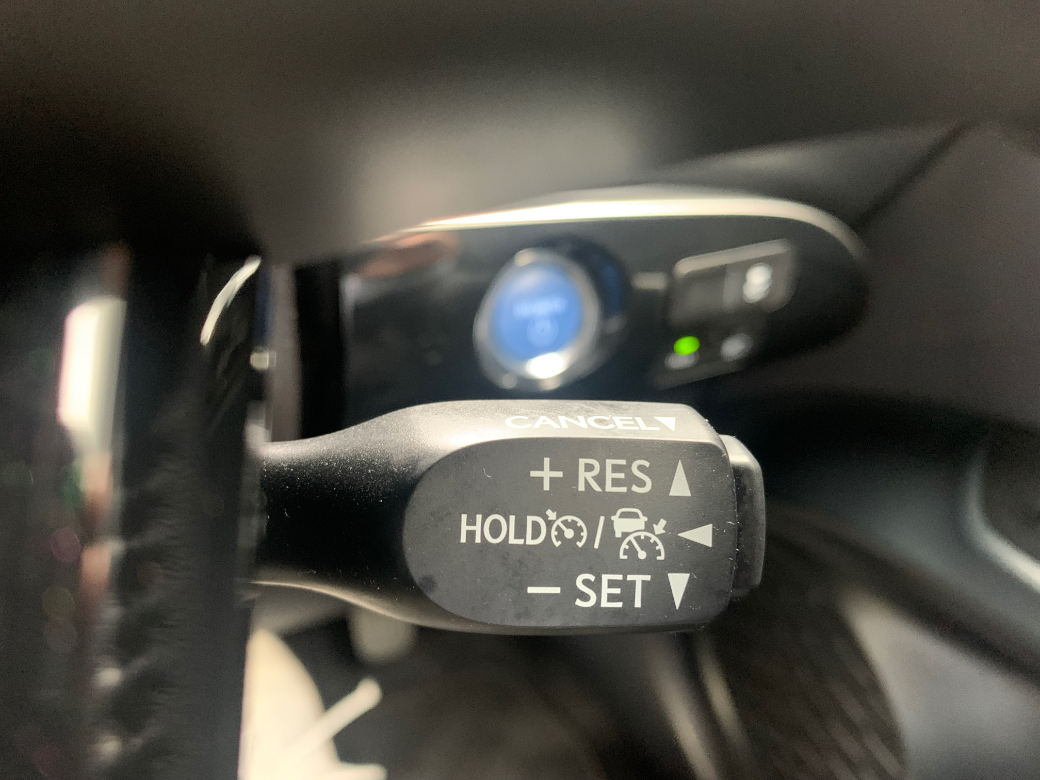 CANCEL
+ RES
HOLD /
− SET